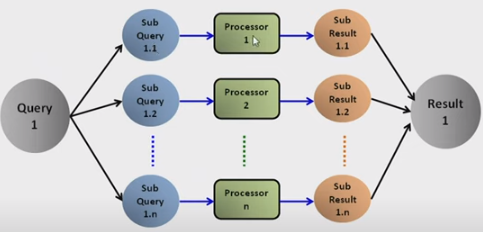 Query
1
Sub
Query
1.1
Processor
1
Sub
Result
1.1
Sub
Query
1.2
Processor
2
Sub
Result
1.2
Sub
Query
1.n
Processor
n
Sub
Result
1.n
Result
1